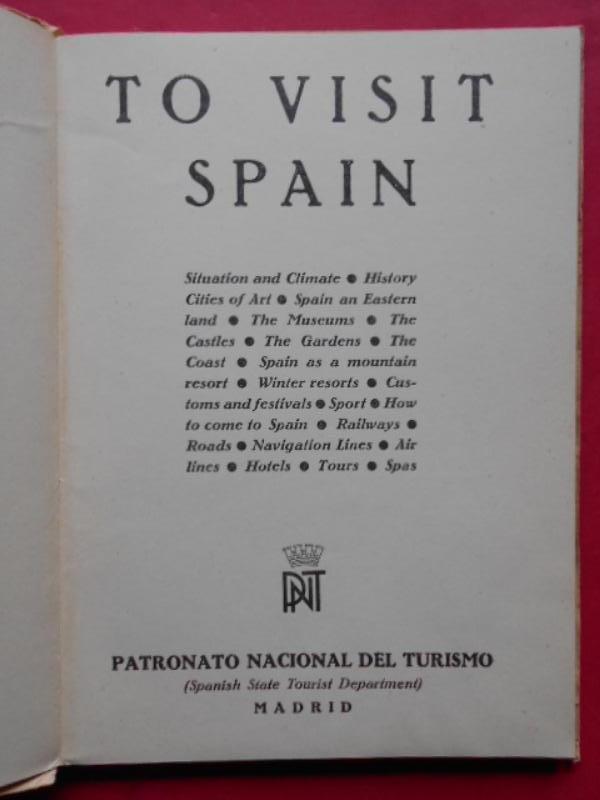 TO VISIT
SPAIN
Situation and Climate ● History
Cities of Art ● Spain an Eastern
land ● The Museums ● The
Castles ● The Gardens ● The
Coast ● Spain as a mountain
resort ● Winter resorts ● Cus-
toms and festivals ● Sport ● How
to come to Spain ● Railways ●
Roads ● Navigation Lines ● Air
lines ● Hotels ● Tours ● Spas
PNT
PATRONATO NACIONAL DEL TURISMO
(Spanish State Tourist Department)
MADRID